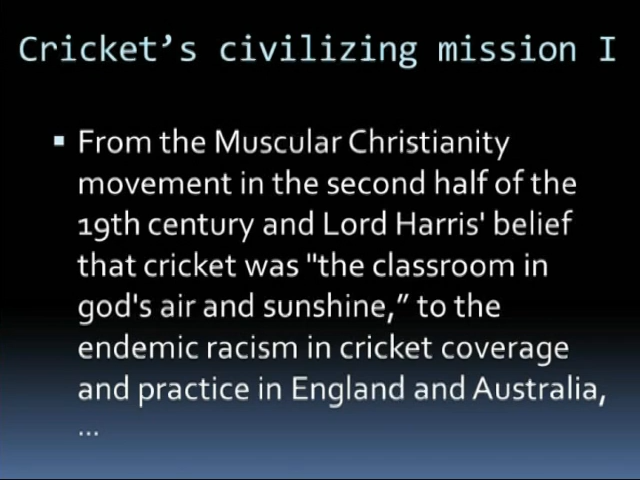 Cricket’s civilizing mission I
From the Muscular Christianity
movement in the second half of the
19th century and Lord Harris' belief
that cricket was "the classroom in
god's air and sunshine,” to the
endemic racism in cricket coverage
and practice in England and Australia,
...